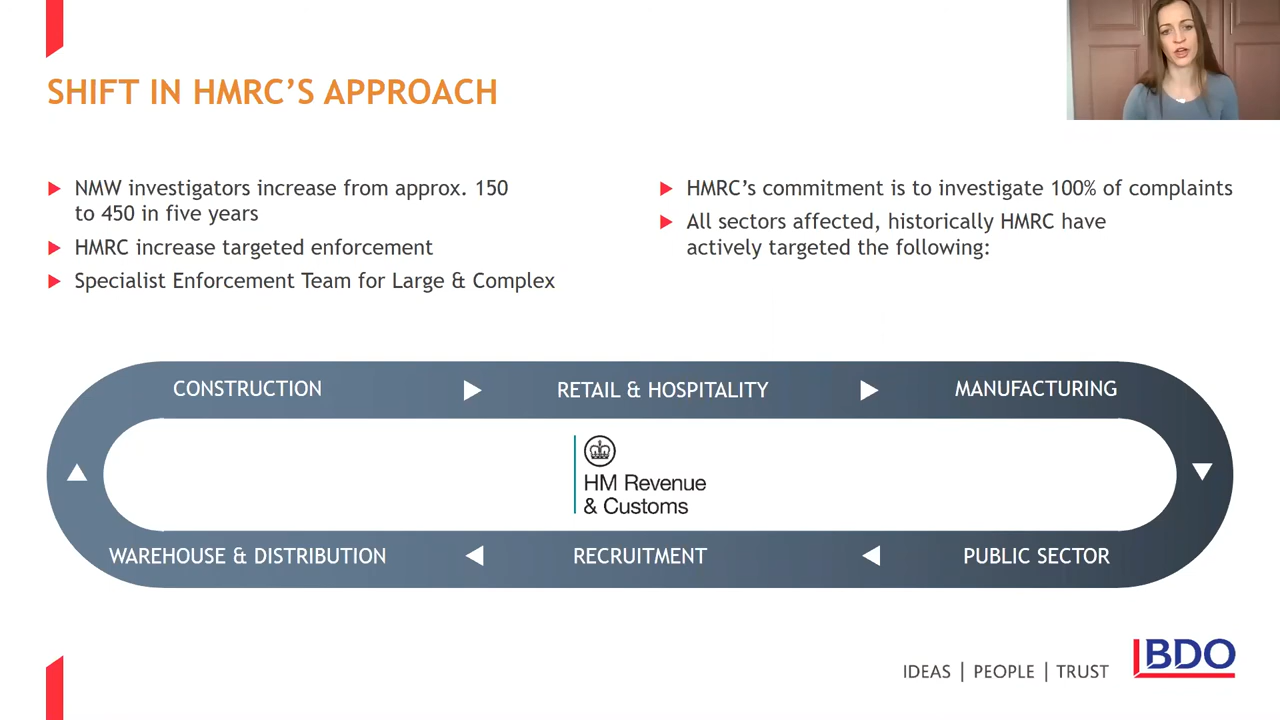 SHIFT IN HMRC’S APPROACH
NMW investigators increase from approx. 150
to 450 in five years
HMRC increase targeted enforcement
Specialist Enforcement Team for Large & Complex
HMRC’s commitment is to investigate 100% of complaints
All sectors affected, historically HMRC have
actively targeted the following:
CONSTRUCTION
RETAIL & HOSPITALITY
MANUFACTURING
HM Revenue
& Customs
WAREHOUSE & DISTRIBUTION
RECRUITMENT
PUBLIC SECTOR
IDEAS | PEOPLE | TRUST
BDO